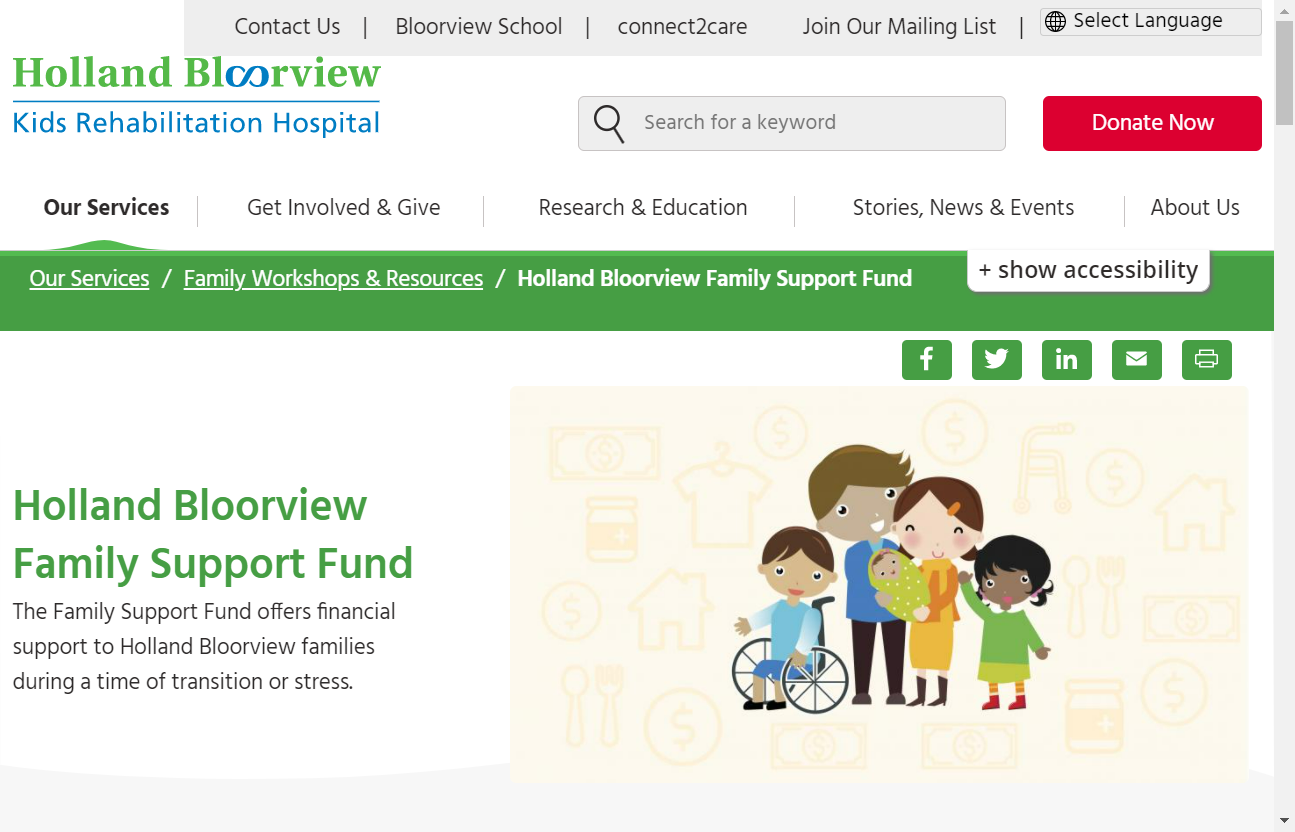 Contact Us | Bloorview School | connect2care Join Our Mailing List | Select Language
Holland Bloorview
Kids Rehabilitation Hospital
Search for a keyword
Donate Now
Our Services Get Involved & Give Research & Education Stories, News & Events About Us
Our Services / Family Workshops & Resources / Holland Bloorview Family Support Fund
+ show accessibility
Holland Bloorview
Family Support Fund
The Family Support Fund offers financial
support to Holland Bloorview families
during a time of transition or stress.